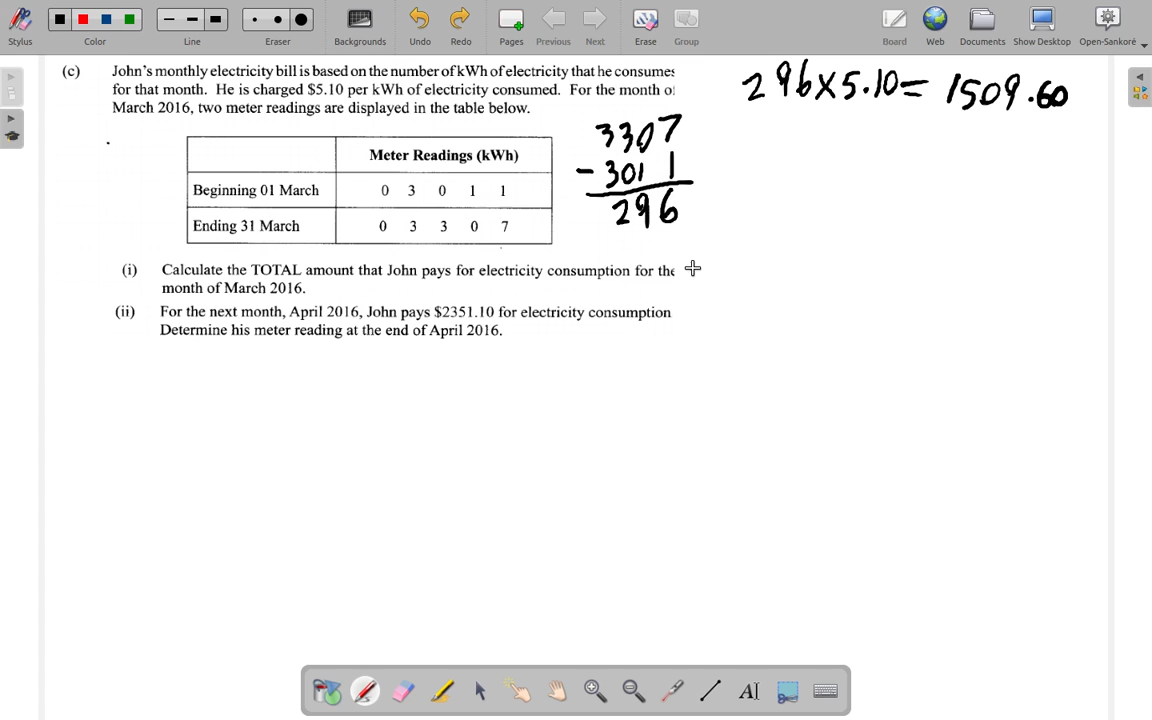 Stylus Color Line Eraser Backgrounds Undo Redo Pages Previous Next Erase Group Board Web Documents Show Desktop Open-Sankoré
(c) John's monthly electricity bill is based on the number of kWh of electricity that he consumes
for that month. He is charged $5.10 per kWh of electricity consumed. For the month o
March 2016, two meter readings are displayed in the table below.
296×5.10= 1509.60
Meter Readings (kWh)
Beginning 01 March 0 3 0 1 1
Ending 31 March 0 3 3 0 7
3307
- 3011
296
(i) Calculate the TOTAL amount that John pays for electricity consumption for the
month of March 2016.
(ii) For the next month, April 2016, John pays $2351.10 for electricity consumption
Determine his meter reading at the end of April 2016.
AI